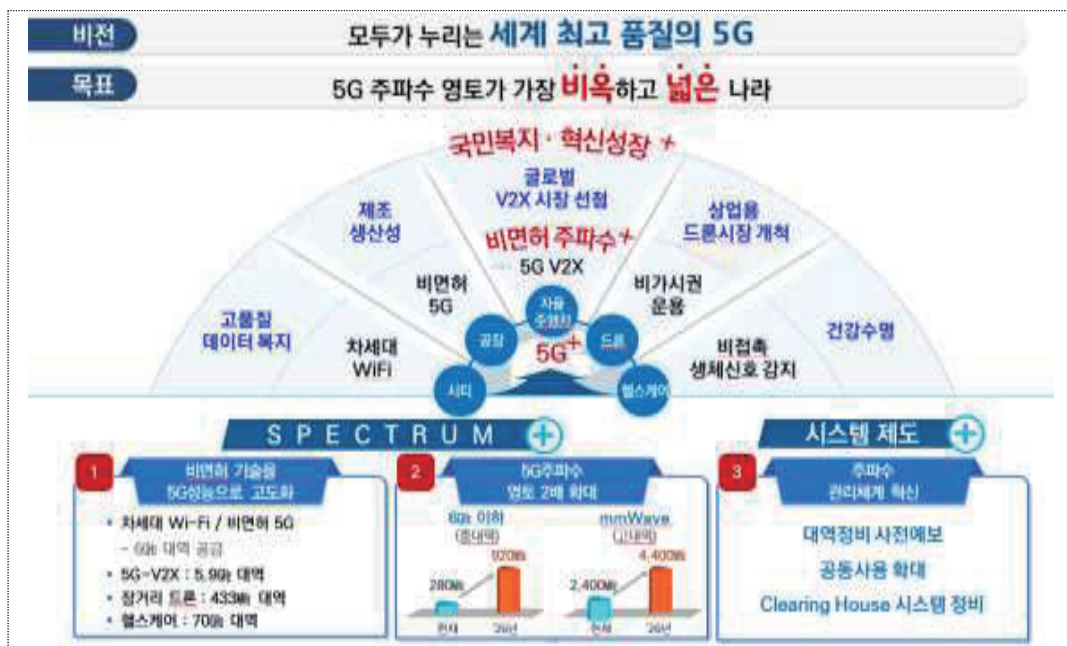 비전
모두가 누리는 세계 최고 품질의 5G
목표
5G 주파수 영토가 가장 비옥하고 넓은 나라
국민복지·혁신성장 +
글로벌
V2X 시장 선점
제조
생산성
상업용
드론시장 개척
비면허 주파수+
5G V2X
비면허
5G
비가시권
운용
고품질
데이터 복지
건강수명
차세대
WiFi
비접촉
생체신호 감지
자율
주행차
공장
드론
5G+
시티
헬스케어
SPECTRUM +
시스템 제도 +
1
비면허 기술을
5G성능으로 고도화
• 차세대 Wi-Fi / 비면허 5G
- 6㎓ 대역 공급
• 5G-V2X : 5.9㎓ 대역
• 장거리 드론 : 433㎒ 대역
• 헬스케어 : 70㎓ 대역
2
5G주파수
영토 2배 확대
6㎓ 이하
(중대역)
280㎒
920㎒
현재
'26년
mmWave
(고대역)
2,400㎒
4,400㎒
현재
'26년
3
주파수
관리체계 혁신
대역정비 사전예보
공동사용 확대
Clearing House 시스템 정비